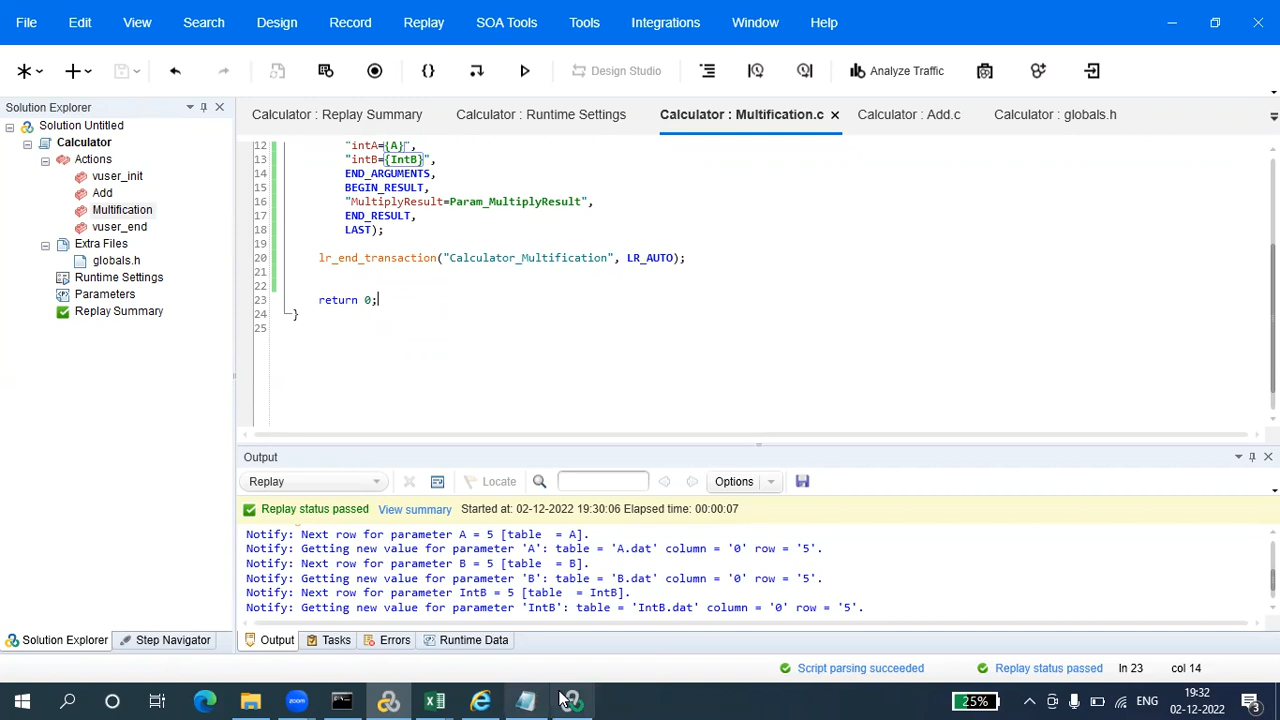 File Edit View Search Design Record Replay SOA Tools Tools Integrations Window Help
Design Studio Analyze Traffic
Solution Explorer
Solution Untitled
Calculator
Actions
vuser_init
Add
Multification
vuser_end
Extra Files
globals.h
Runtime Settings
Parameters
Replay Summary
Calculator : Replay Summary Calculator : Runtime Settings Calculator : Multification.c Calculator : Add.c Calculator : globals.h
12 "intA={A}",
13 "intB={IntB}",
14 END_ARGUMENTS,
15 BEGIN_RESULT,
16 "MultiplyResult=Param_MultiplyResult",
17 END_RESULT,
18 LAST);
19
20 lr_end_transaction("Calculator_Multification", LR_AUTO);
21
22
23 return 0;
24 }
25
Output
Replay Locate Options
Replay status passed View summary Started at: 02-12-2022 19:30:06 Elapsed time: 00:00:07
Notify: Next row for parameter A = 5 [table = A].
Notify: Getting new value for parameter 'A': table = 'A.dat' column = '0' row = '5'.
Notify: Next row for parameter B = 5 [table = B].
Notify: Getting new value for parameter 'B': table = 'B.dat' column = '0' row = '5'.
Notify: Next row for parameter IntB = 5 [table = IntB].
Notify: Getting new value for parameter 'IntB': table = 'IntB.dat' column = '0' row = '5'.
Solution Explorer Step Navigator Output Tasks Errors Runtime Data
Script parsing succeeded Replay status passed ln 23 col 14
zoom 25% ENG 19:32
02-12-2022 3